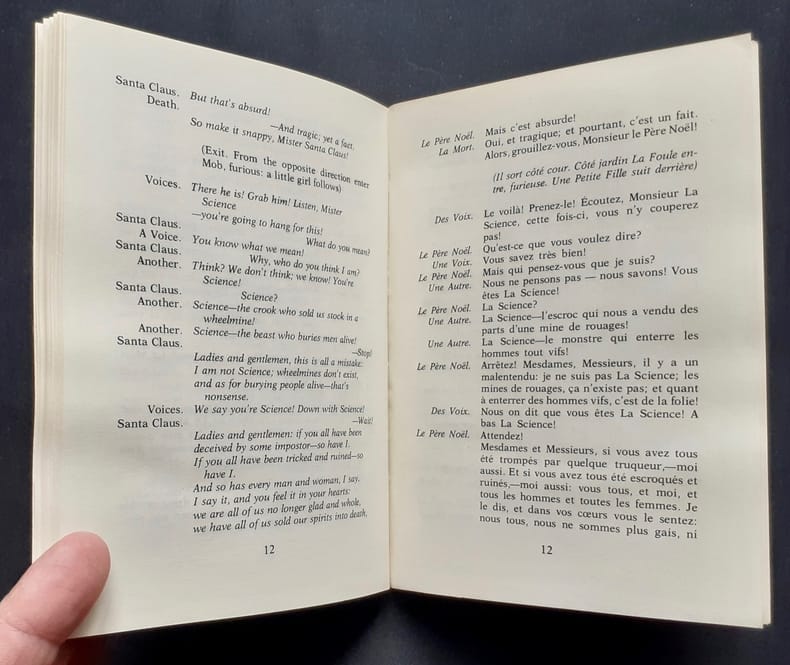 Santa Claus. But that's absurd!
Death. —And tragic; yet a fact.
So make it snappy, Mister Santa Claus!
(Exit. From the opposite direction enter
Mob, furious: a little girl follows)
Voices. There he is! Grab him! Listen, Mister
Science
—you're going to hang for this!
Santa Claus. What do you mean?
A Voice. You know what we mean!
Santa Claus. Why, who do you think I am?
Another. Think? We don't think; we know! You're
Science!
Santa Claus. Science?
Another. Science—the crook who sold us stock in a
wheelmine!
Another. Science—the beast who buries men alive!
Santa Claus. —Stop!
Ladies and gentlemen, this is all a mistake:
I am not Science; wheelmines don't exist,
and as for burying people alive—that's
nonsense.
Voices. We say you're Science! Down with Science!
Santa Claus. —Wait!
Ladies and gentlemen: if you all have been
deceived by some impostor—so have I.
If you all have been tricked and ruined—so
have I.
And so has every man and woman, I say.
I say it, and you feel it in your hearts:
we are all of us no longer glad and whole,
we have all of us sold our spirits into death,
12
Le Père Noël. Mais c'est absurde!
La Mort. Oui, et tragique; et pourtant, c'est un fait.
Alors, grouillez-vous, Monsieur le Père Noël!
(Il sort côté cour. Côté jardin La Foule en-
tre, furieuse. Une Petite Fille suit derrière)
Des Voix. Le voilà! Prenez-le! Écoutez, Monsieur La
Science, cette fois-ci, vous n'y couperez
pas!
Le Père Noël. Qu'est-ce que vous voulez dire?
Une Voix. Vous savez très bien!
Le Père Noël. Mais qui pensez-vous que je suis?
Une Autre. Nous ne pensons pas — nous savons! Vous
êtes La Science!
Le Père Noël. La Science?
Une Autre. La Science—l'escroc qui nous a vendu des
parts d'une mine de rouages!
Une Autre. La Science—le monstre qui enterre les
hommes tout vifs!
Le Père Noël. Arrêtez! Mesdames, Messieurs, il y a un
malentendu: je ne suis pas La Science; les
mines de rouages, ça n'existe pas; et quant
à enterrer des hommes vifs, c'est de la folie!
Des Voix. Nous on dit que vous êtes La Science! A
bas La Science!
Le Père Noël. Attendez!
Mesdames et Messieurs, si vous avez tous
été trompés par quelque truqueur,—moi
aussi. Et si vous avez tous été escroqués et
ruinés,—moi aussi: vous tous, et moi, et
tous les hommes et toutes les femmes. Je
le dis, et dans vos cœurs vous le sentez:
nous tous, nous ne sommes plus gais, ni
12